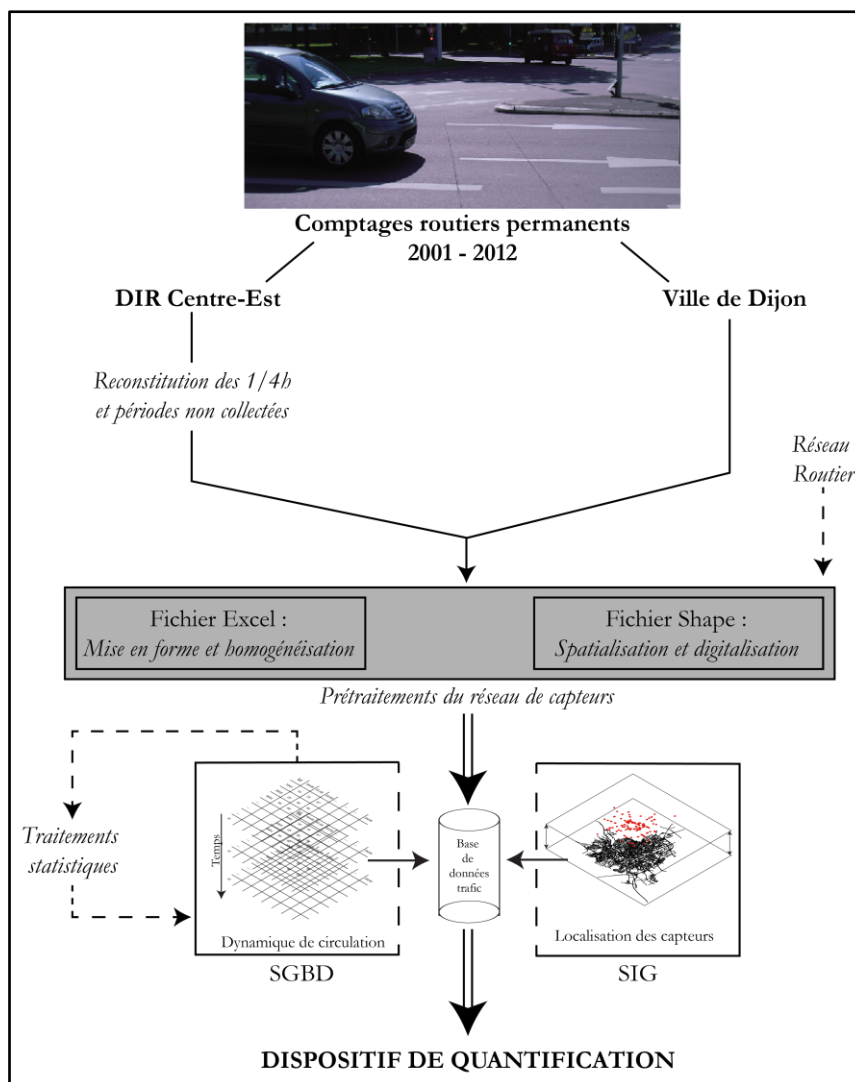 Comptages routiers permanents
2001 - 2012
DIR Centre-Est
Ville de Dijon
Reconstitution des 1/4h
et périodes non collectées
Réseau
Routier
Fichier Excel :
Mise en forme et homogénéisation
Fichier Shape :
Spatialisation et digitalisation
Prétraitements du réseau de capteurs
Traitements
statistiques
Temps
Dynamique de circulation
SGBD
Base
de
données
trafic
Localisation des capteurs
SIG
DISPOSITIF DE QUANTIFICATION